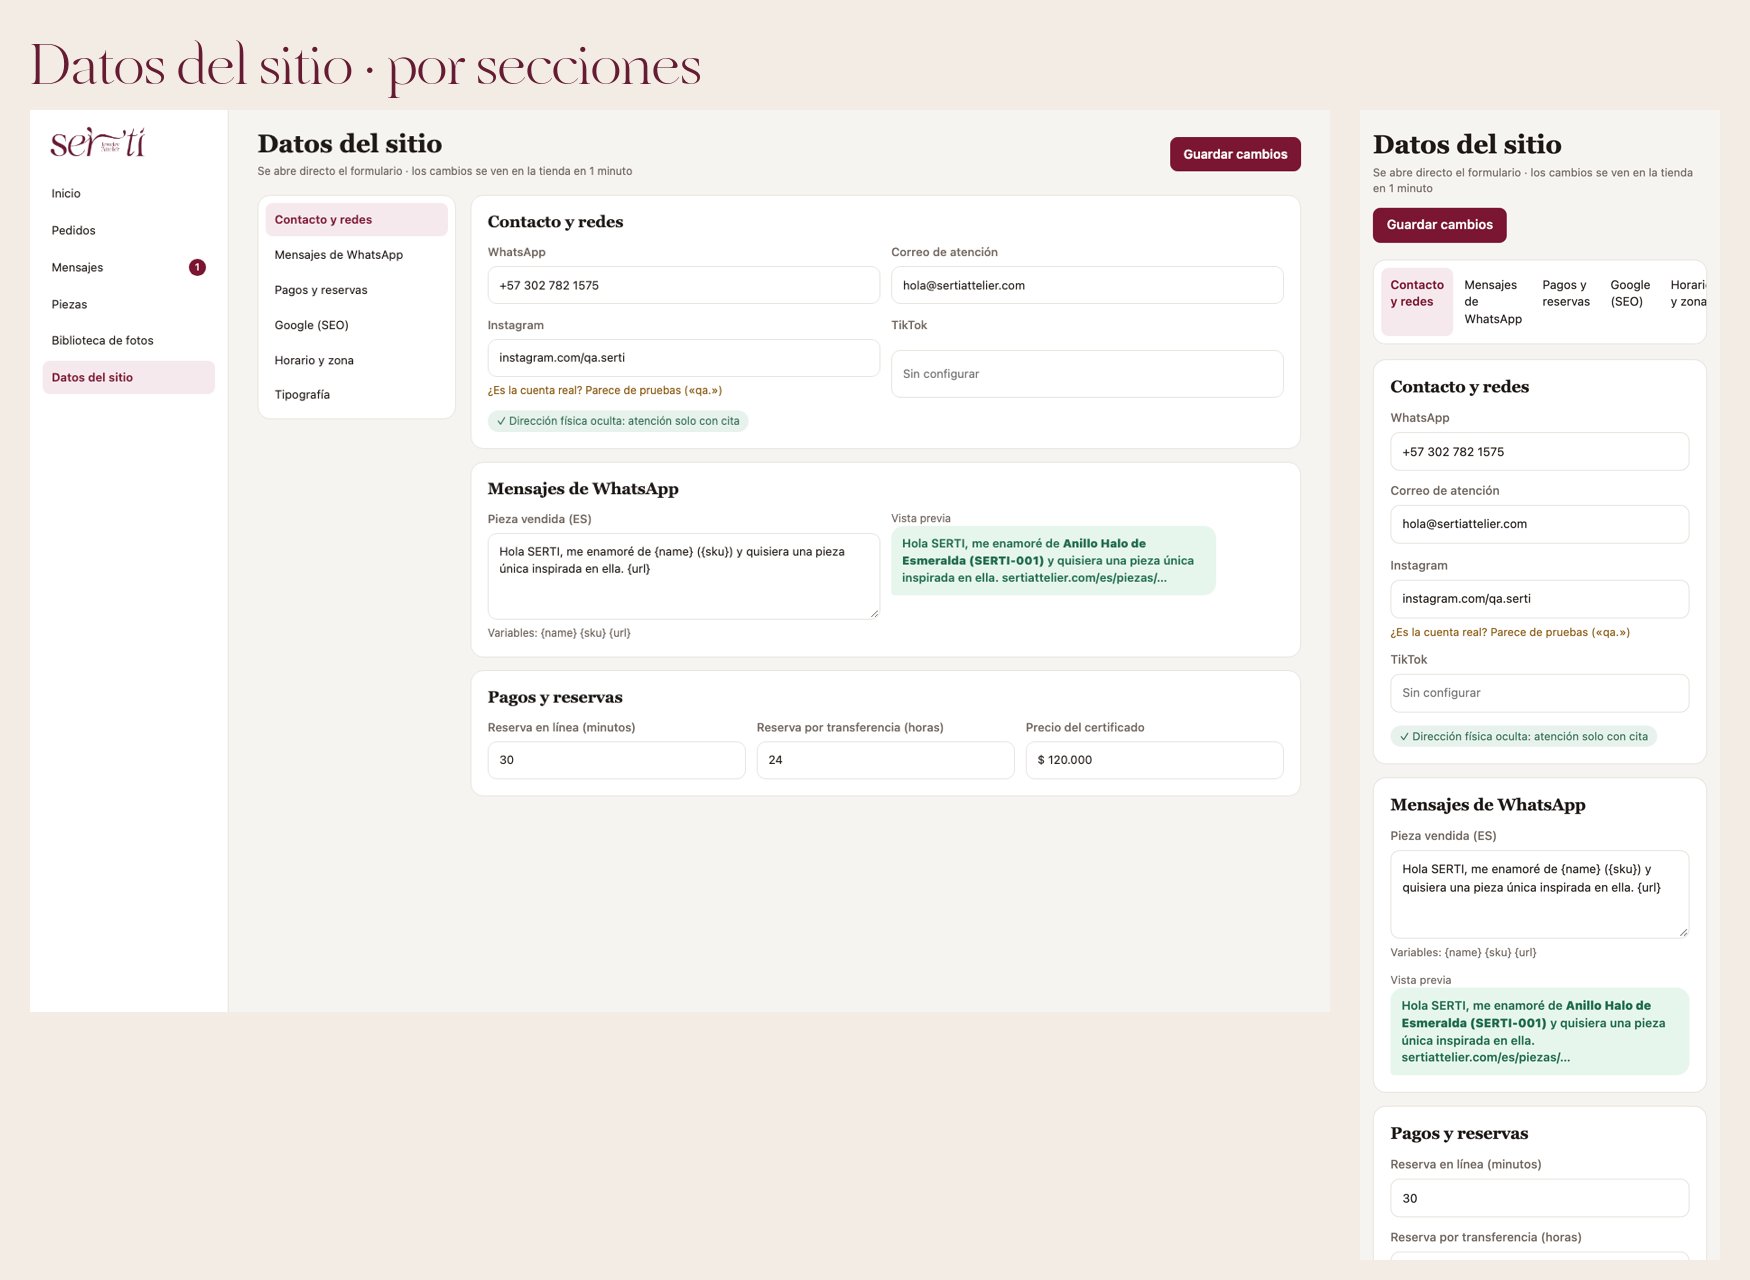 Datos del sitio · por secciones
ser~'ti
Jewelry
Atelier
Inicio
Pedidos
Mensajes
1
Piezas
Biblioteca de fotos
Datos del sitio
Datos del sitio
Se abre directo el formulario · los cambios se ven en la tienda en 1 minuto
Guardar cambios
Contacto y redes
Mensajes de WhatsApp
Pagos y reservas
Google (SEO)
Horario y zona
Tipografía
Contacto y redes
WhatsApp
+57 302 782 1575
Correo de atención
hola@sertiattelier.com
Instagram
instagram.com/qa.serti
¿Es la cuenta real? Parece de pruebas («qa.»)
TikTok
Sin configurar
✓ Dirección física oculta: atención solo con cita
Mensajes de WhatsApp
Pieza vendida (ES)
Hola SERTI, me enamoré de {name} ({sku}) y quisiera una pieza
única inspirada en ella. {url}
Variables: {name} {sku} {url}
Vista previa
Hola SERTI, me enamoré de Anillo Halo de
Esmeralda (SERTI-001) y quisiera una pieza única
inspirada en ella. sertiattelier.com/es/piezas/...
Pagos y reservas
Reserva en línea (minutos)
30
Reserva por transferencia (horas)
24
Precio del certificado
$ 120.000
Datos del sitio
Se abre directo el formulario · los cambios se ven en la tienda
en 1 minuto
Guardar cambios
Contacto
y redes
Mensajes
de
WhatsApp
Pagos y
reservas
Google
(SEO)
Horari
y zona
Contacto y redes
WhatsApp
+57 302 782 1575
Correo de atención
hola@sertiattelier.com
Instagram
instagram.com/qa.serti
¿Es la cuenta real? Parece de pruebas («qa.»)
TikTok
Sin configurar
✓ Dirección física oculta: atención solo con cita
Mensajes de WhatsApp
Pieza vendida (ES)
Hola SERTI, me enamoré de {name} ({sku}) y
quisiera una pieza única inspirada en ella. {url}
Variables: {name} {sku} {url}
Vista previa
Hola SERTI, me enamoré de Anillo Halo de
Esmeralda (SERTI-001) y quisiera una pieza
única inspirada en ella.
sertiattelier.com/es/piezas/...
Pagos y reservas
Reserva en línea (minutos)
30
Reserva por transferencia (horas)